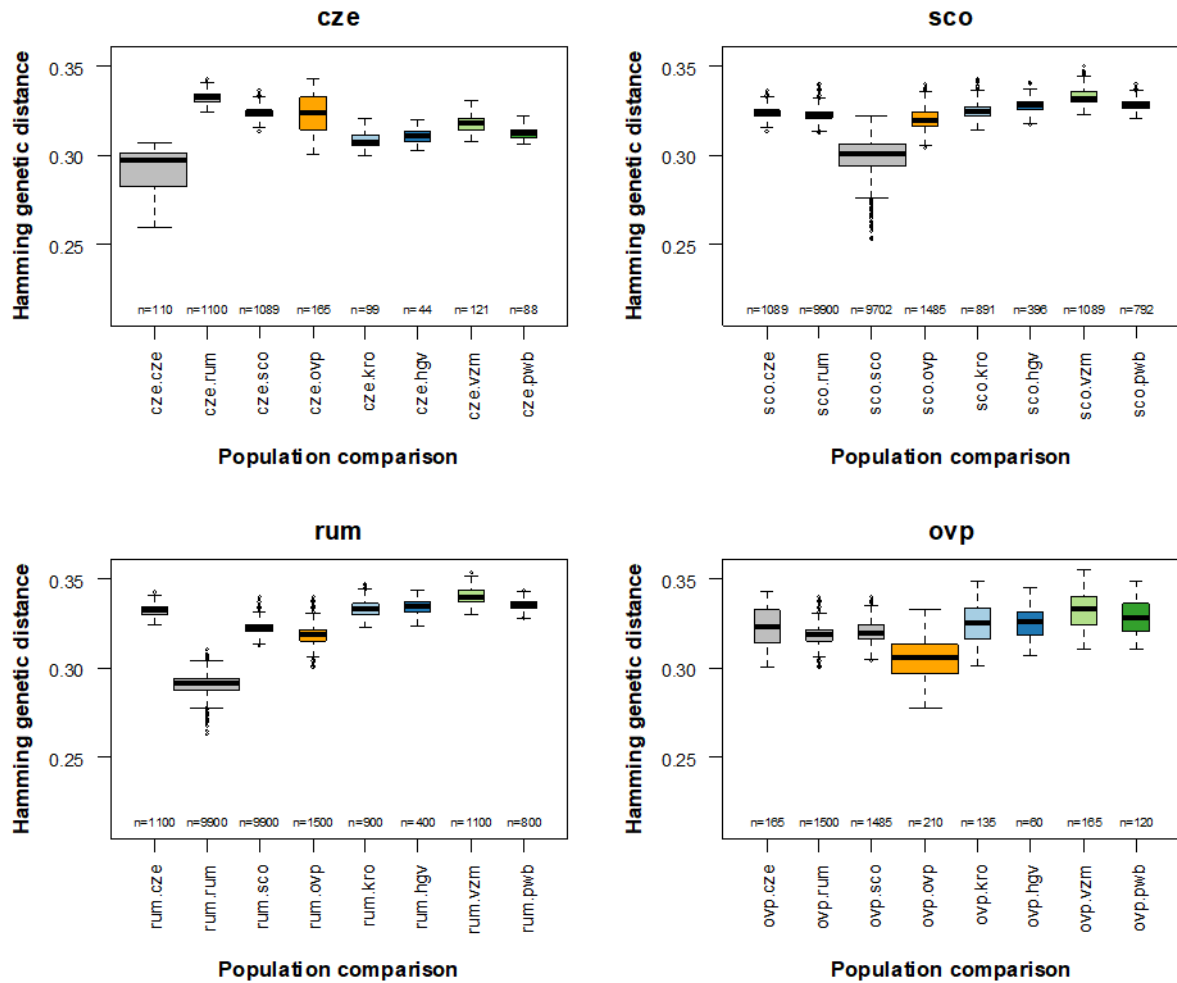 cze
Hamming genetic distance
0.35
0.30
0.25
n=110 n=1100 n=1089 n=165 n=99 n=44 n=121 n=88
cze.cze cze.rum cze.sco cze.ovp cze.kro cze.hgv cze.vzm cze.pwb
Population comparison
sco
Hamming genetic distance
0.35
0.30
0.25
n=1089 n=9900 n=9702 n=1485 n=891 n=396 n=1089 n=792
sco.cze sco.rum sco.sco sco.ovp sco.kro sco.hgv sco.vzm sco.pwb
Population comparison
rum
Hamming genetic distance
0.35
0.30
0.25
n=1100 n=9900 n=9900 n=1500 n=900 n=400 n=1100 n=800
rum.cze rum.rum rum.sco rum.ovp rum.kro rum.hgv rum.vzm rum.pwb
Population comparison
ovp
Hamming genetic distance
0.35
0.30
0.25
n=165 n=1500 n=1485 n=210 n=135 n=60 n=165 n=120
ovp.cze ovp.rum ovp.sco ovp.ovp ovp.kro ovp.hgv ovp.vzm ovp.pwb
Population comparison